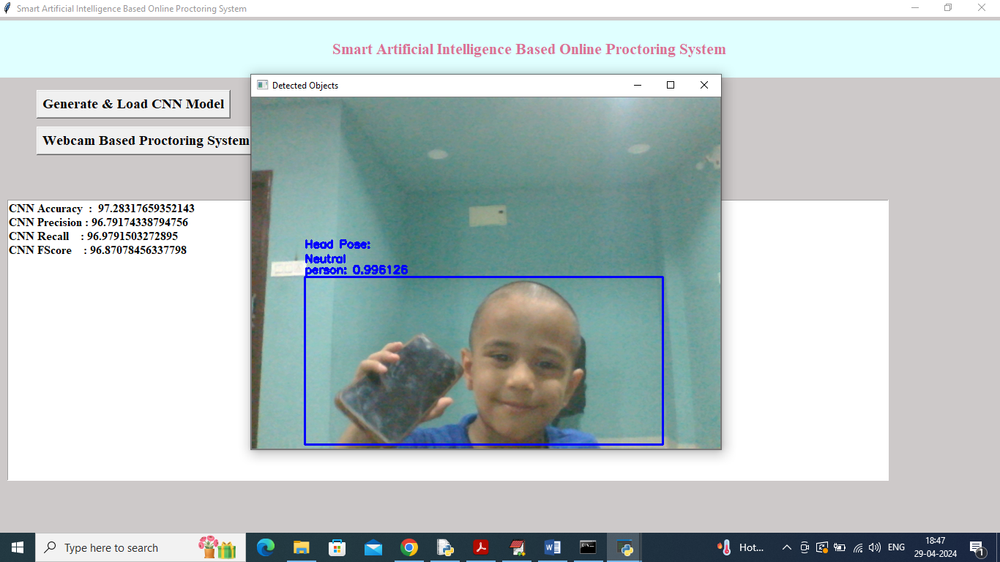 Smart Artificial Intelligence Based Online Proctoring System
Smart Artificial Intelligence Based Online Proctoring System
Generate & Load CNN Model
Webcam Based Proctoring System
Detected Objects
CNN Accuracy : 97.28317659352143
CNN Precision : 96.79174338794756
CNN Recall : 96.9791503272895
CNN FScore : 96.87078456337798
Head Pose:
Neutral
person: 0.996126
Type here to search
Hot...
ENG
18:47
29-04-2024
1